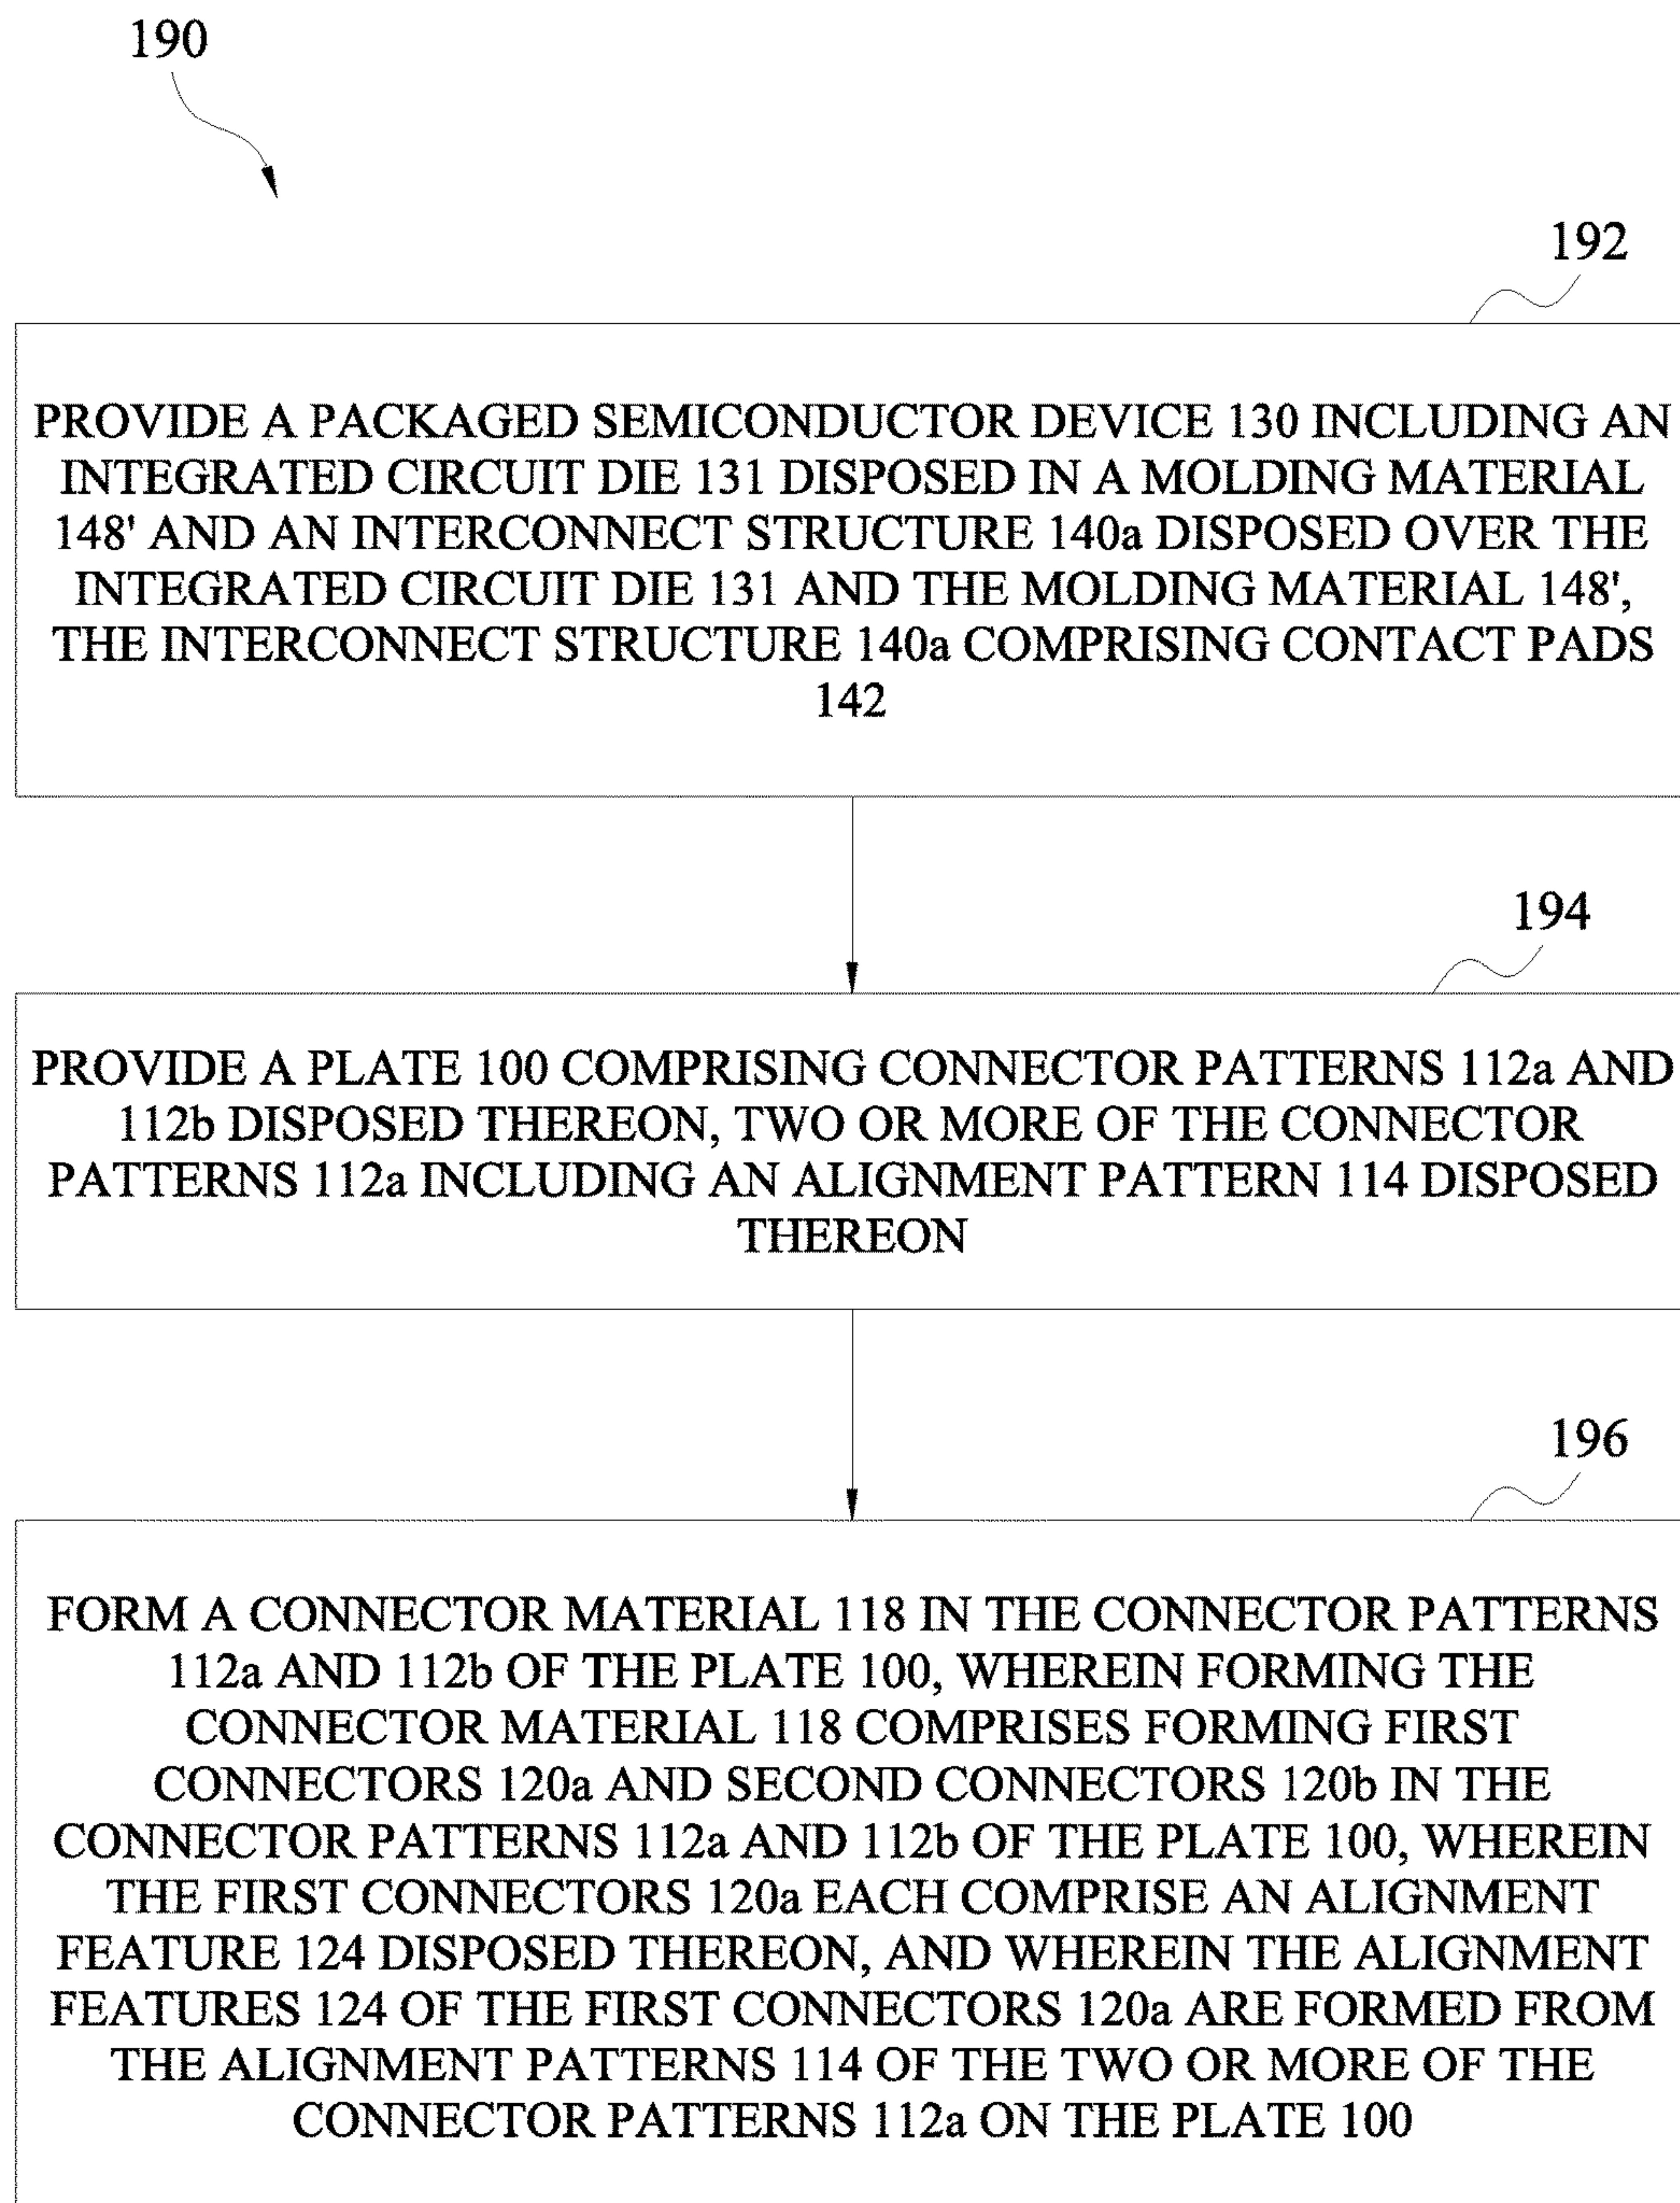 190
192
PROVIDE A PACKAGED SEMICONDUCTOR DEVICE 130 INCLUDING AN
INTEGRATED CIRCUIT DIE 131 DISPOSED IN A MOLDING MATERIAL
148' AND AN INTERCONNECT STRUCTURE 140a DISPOSED OVER THE
INTEGRATED CIRCUIT DIE 131 AND THE MOLDING MATERIAL 148',
THE INTERCONNECT STRUCTURE 140a COMPRISING CONTACT PADS
142
194
PROVIDE A PLATE 100 COMPRISING CONNECTOR PATTERNS 112a AND
112b DISPOSED THEREON, TWO OR MORE OF THE CONNECTOR
PATTERNS 112a INCLUDING AN ALIGNMENT PATTERN 114 DISPOSED
THEREON
196
FORM A CONNECTOR MATERIAL 118 IN THE CONNECTOR PATTERNS
112a AND 112b OF THE PLATE 100, WHEREIN FORMING THE
CONNECTOR MATERIAL 118 COMPRISES FORMING FIRST
CONNECTORS 120a AND SECOND CONNECTORS 120b IN THE
CONNECTOR PATTERNS 112a AND 112b OF THE PLATE 100, WHEREIN
THE FIRST CONNECTORS 120a EACH COMPRISE AN ALIGNMENT
FEATURE 124 DISPOSED THEREON, AND WHEREIN THE ALIGNMENT
FEATURES 124 OF THE FIRST CONNECTORS 120a ARE FORMED FROM
THE ALIGNMENT PATTERNS 114 OF THE TWO OR MORE OF THE
CONNECTOR PATTERNS 112a ON THE PLATE 100